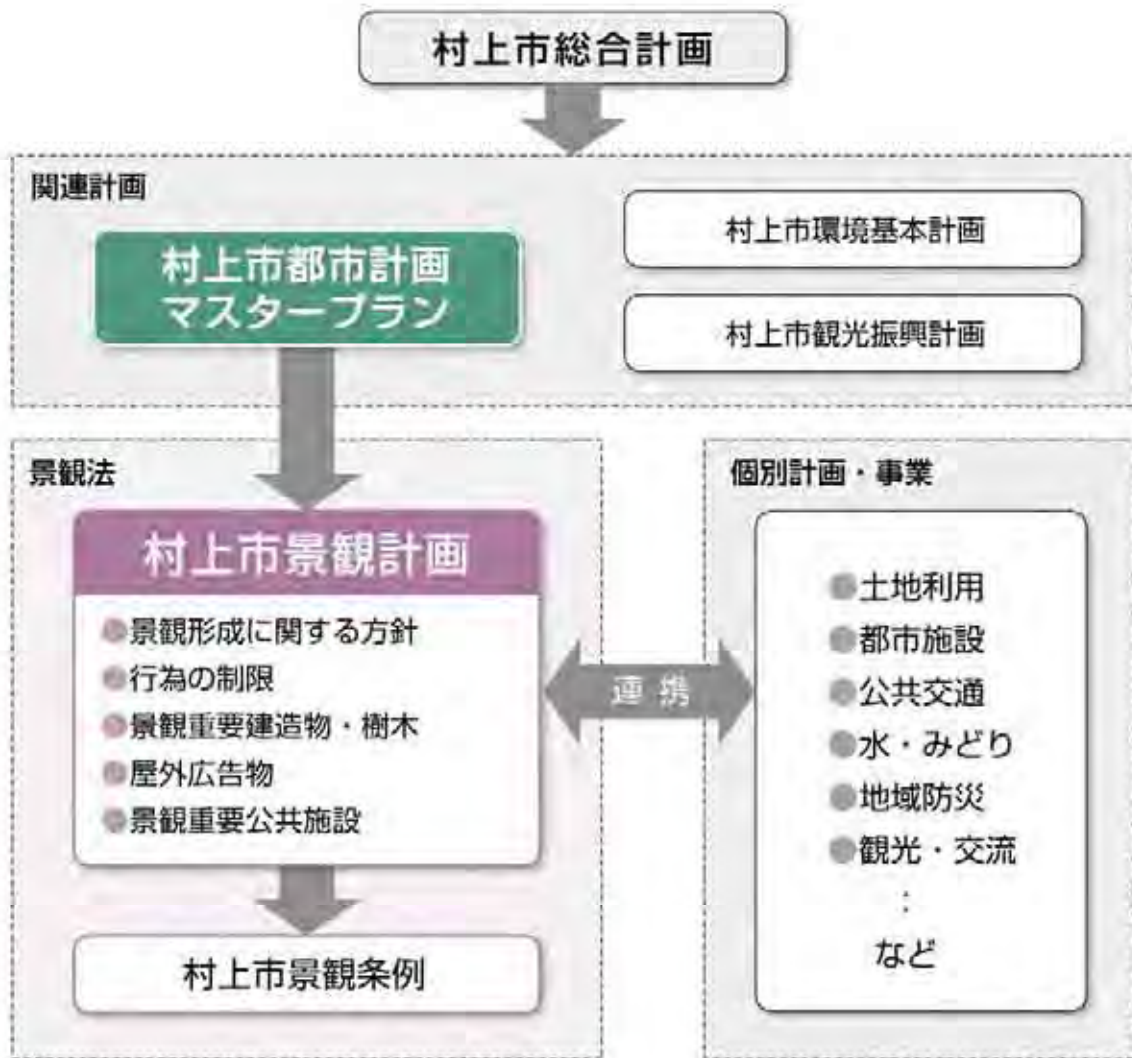 村上市総合計画
関連計画
村上市都市計画
マスタープラン
村上市環境基本計画
村上市観光振興計画
景観法
村上市景観計画
●景観形成に関する方針
●行為の制限
●景観重要建造物・樹木
●屋外広告物
●景観重要公共施設
村上市景観条例
連携
個別計画・事業
●土地利用
●都市施設
●公共交通
●水・みどり
●地域防災
●観光・交流
:
など